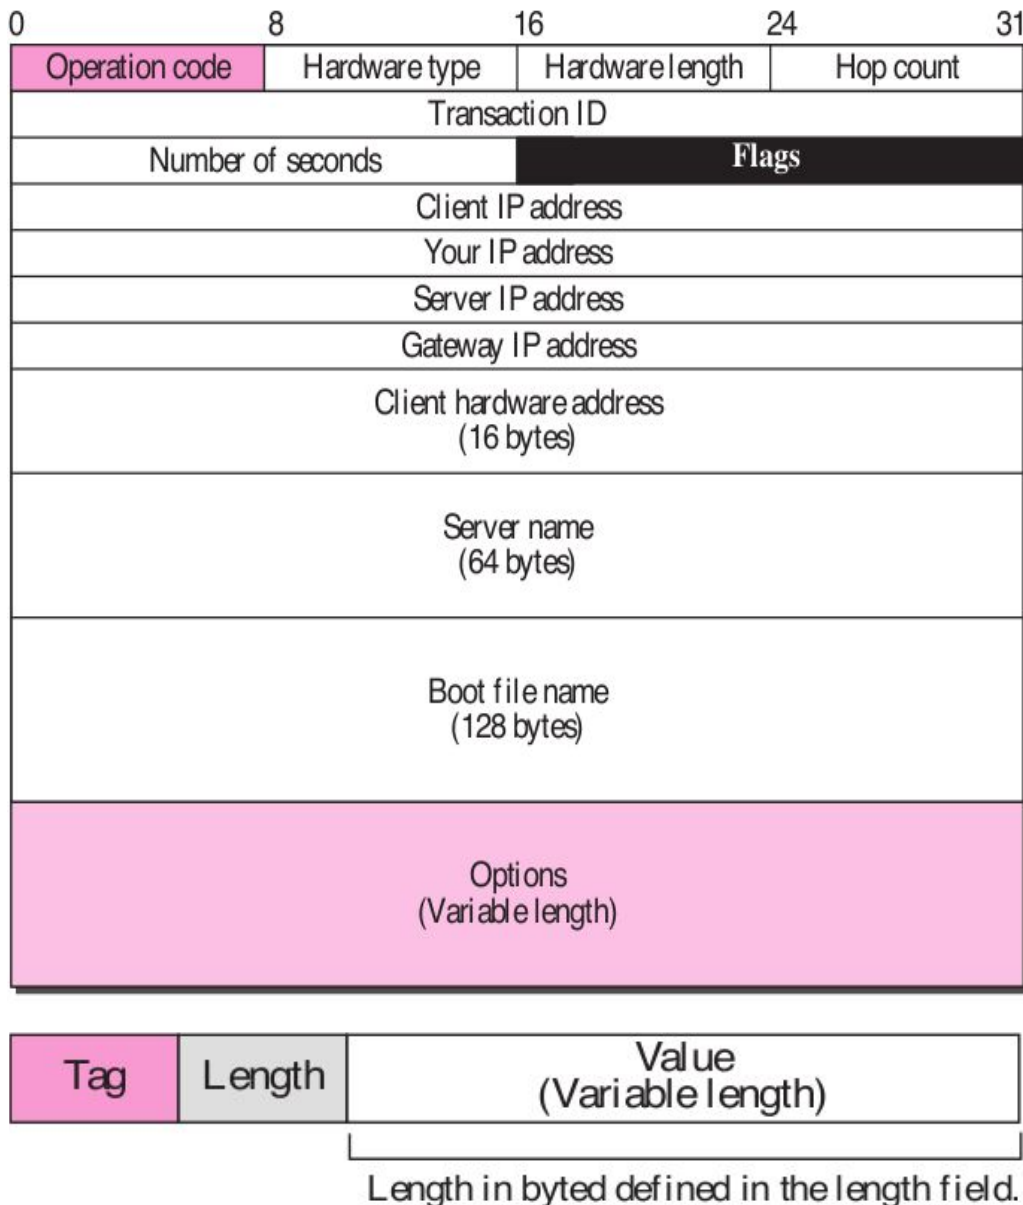 0 8 16 24 31
Operation code Hardware type Hardware length Hop count
Transaction ID
Number of seconds Flags
Client IP address
Your IP address
Server IP address
Gateway IP address
Client hardware address
(16 bytes)
Server name
(64 bytes)
Boot file name
(128 bytes)
Options
(Variable length)
Tag Length Value
(Variable length)
Length in byted defined in the length field.